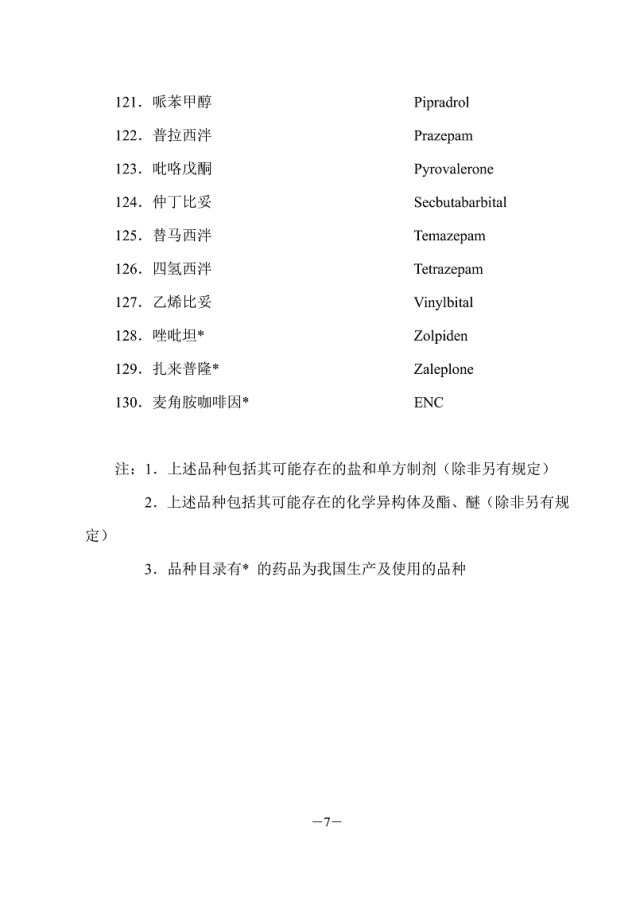 121．哌苯甲醇 Pipradrol
122．普拉西泮 Prazepam
123．吡咯戊酮 Pyrovalerone
124．仲丁比妥 Secbutabarbital
125．替马西泮 Temazepam
126．四氢西泮 Tetrazepam
127．乙烯比妥 Vinylbital
128．唑吡坦* Zolpiden
129．扎来普隆* Zaleplone
130．麦角胺咖啡因* ENC
注：1．上述品种包括其可能存在的盐和单方制剂（除非另有规定）
2．上述品种包括其可能存在的化学异构体及酯、醚（除非另有规
定）
3．品种目录有* 的药品为我国生产及使用的品种
－7－